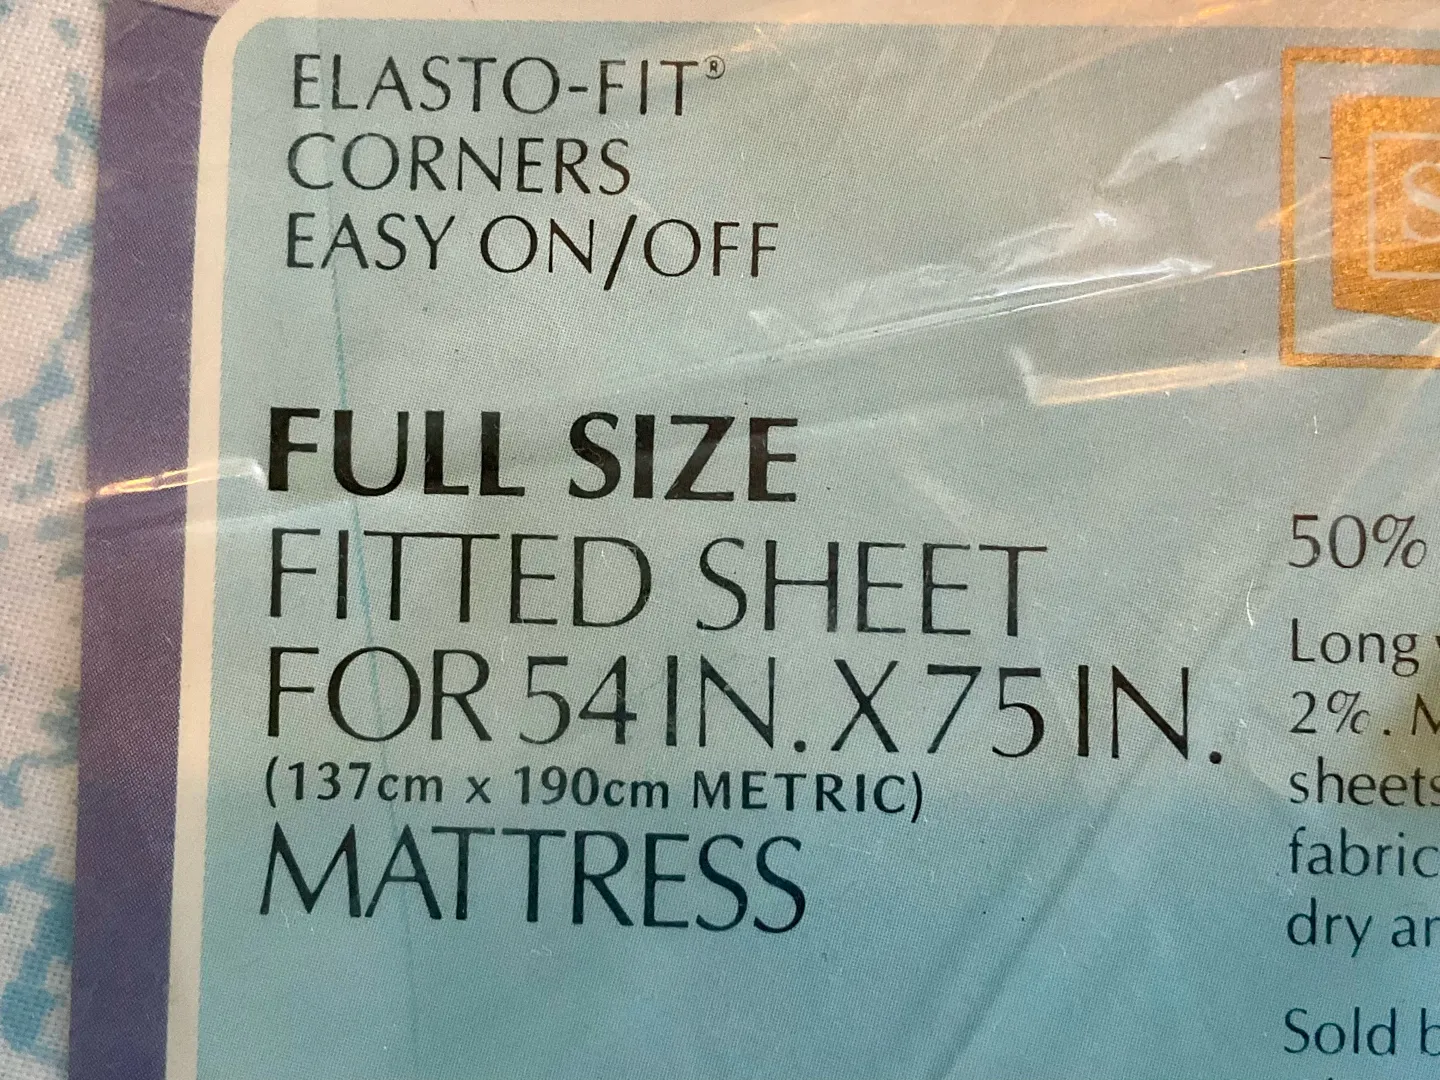 ELASTO-FIT®
CORNERS
EASY ON/OFF
FULL SIZE
FITTED SHEET
FOR 54 IN. X 75 IN.
(137cm x 190cm METRIC)
MATTRESS
S
50%
Long
2%. M
sheets
fabric
dry ar
Sold b